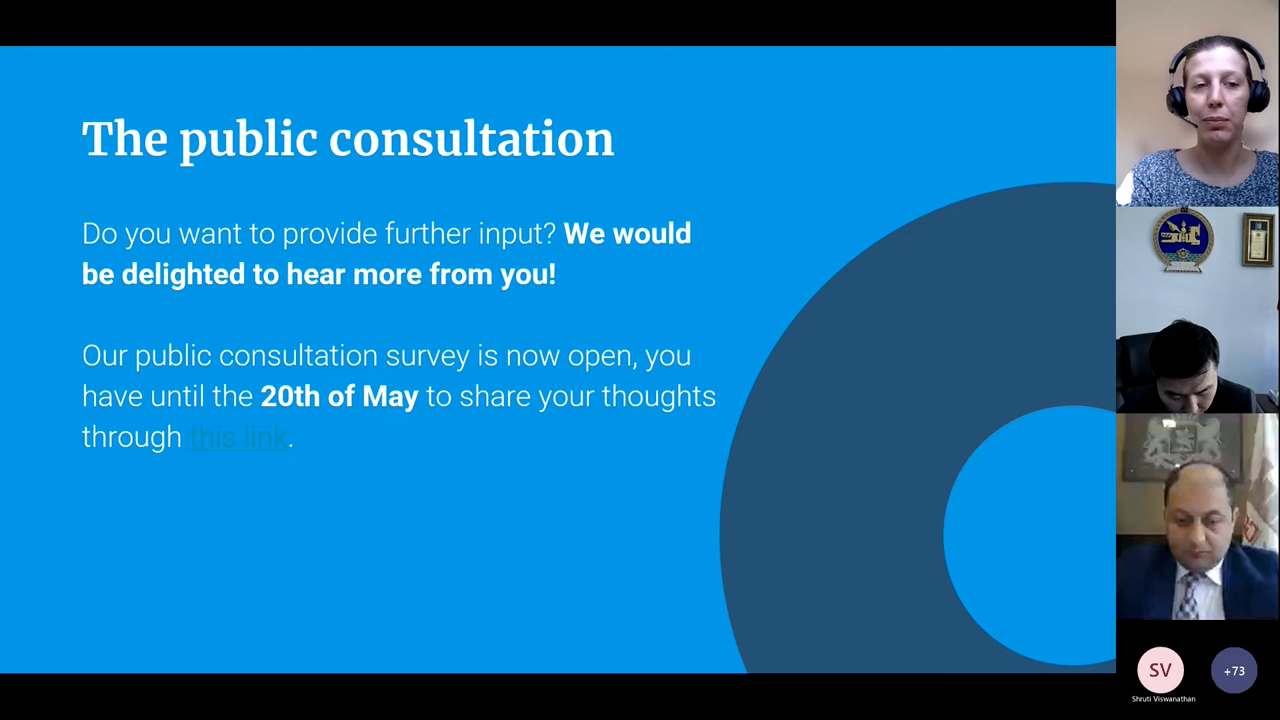 The public consultation
Do you want to provide further input? We would
be delighted to hear more from you!
Our public consultation survey is now open, you
have until the 20th of May to share your thoughts
through this link.
SV
+73
Shruti Viswanathan